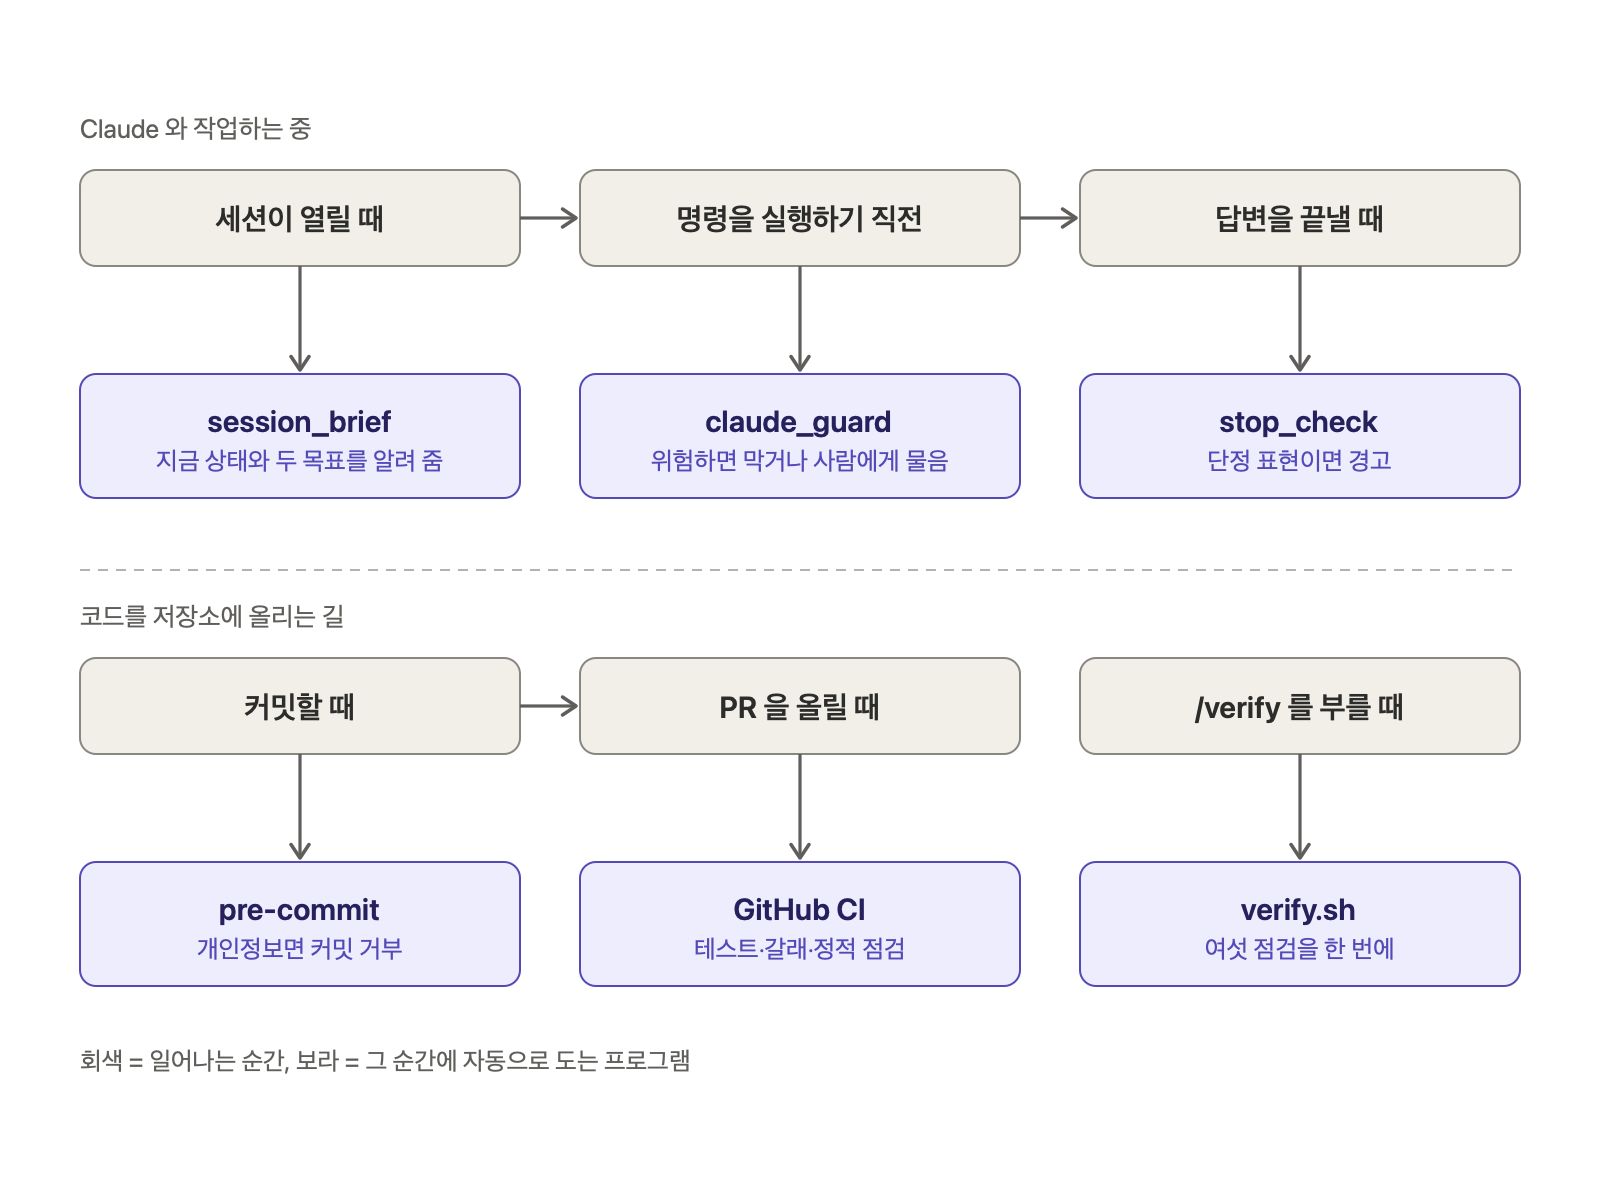 Claude 와 작업하는 중
세션이 열릴 때
명령을 실행하기 직전
답변을 끝낼 때
session_brief
지금 상태와 두 목표를 알려 줌
claude_guard
위험하면 막거나 사람에게 물음
stop_check
단정 표현이면 경고
코드를 저장소에 올리는 길
커밋할 때
PR 을 올릴 때
/verify 를 부를 때
pre-commit
개인정보면 커밋 거부
GitHub CI
테스트·갈래·정적 점검
verify.sh
여섯 점검을 한 번에
회색 = 일어나는 순간, 보라 = 그 순간에 자동으로 도는 프로그램